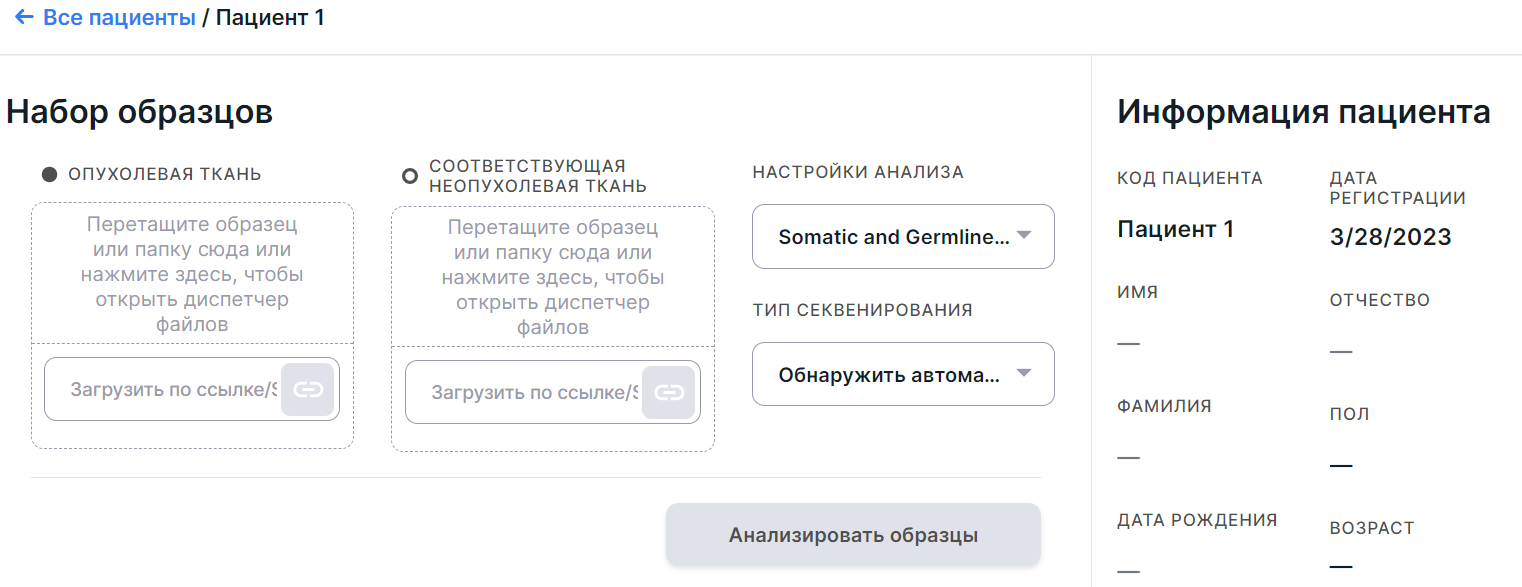 ← Все пациенты / Пациент 1
Набор образцов
ОПУХОЛЕВАЯ ТКАНЬ
Перетащите образец
или папку сюда или
нажмите здесь, чтобы
открыть диспетчер
файлов
Загрузить по ссылке/S
СООТВЕТСТВУЮЩАЯ
НЕОПУХОЛЕВАЯ ТКАНЬ
Перетащите образец
или папку сюда или
нажмите здесь, чтобы
открыть диспетчер
файлов
Загрузить по ссылке/S
НАСТРОЙКИ АНАЛИЗА
Somatic and Germline...
ТИП СЕКВЕНИРОВАНИЯ
Обнаружить автома...
Анализировать образцы
Информация пациента
КОД ПАЦИЕНТА
Пациент 1
ДАТА
РЕГИСТРАЦИИ
3/28/2023
ИМЯ
—
ОТЧЕСТВО
—
ФАМИЛИЯ
—
ПОЛ
—
ДАТА РОЖДЕНИЯ
—
ВОЗРАСТ
—